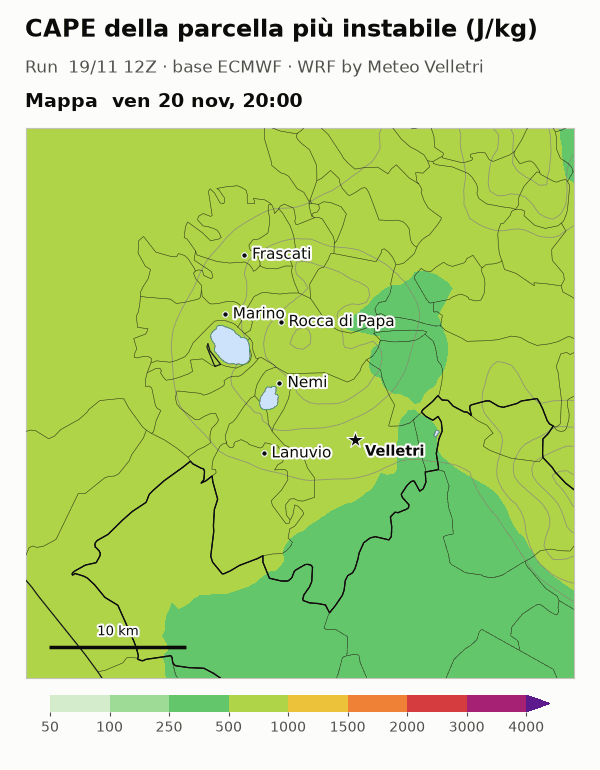 CAPE della parcella più instabile (J/kg)
Run  19/11 12Z · base ECMWF · WRF by Meteo Velletri
Mappa  ven 20 nov, 20:00
Frascati
Marino
Rocca di Papa
Nemi
Lanuvio
Velletri
10 km
50 100 250 500 1000 1500 2000 3000 4000